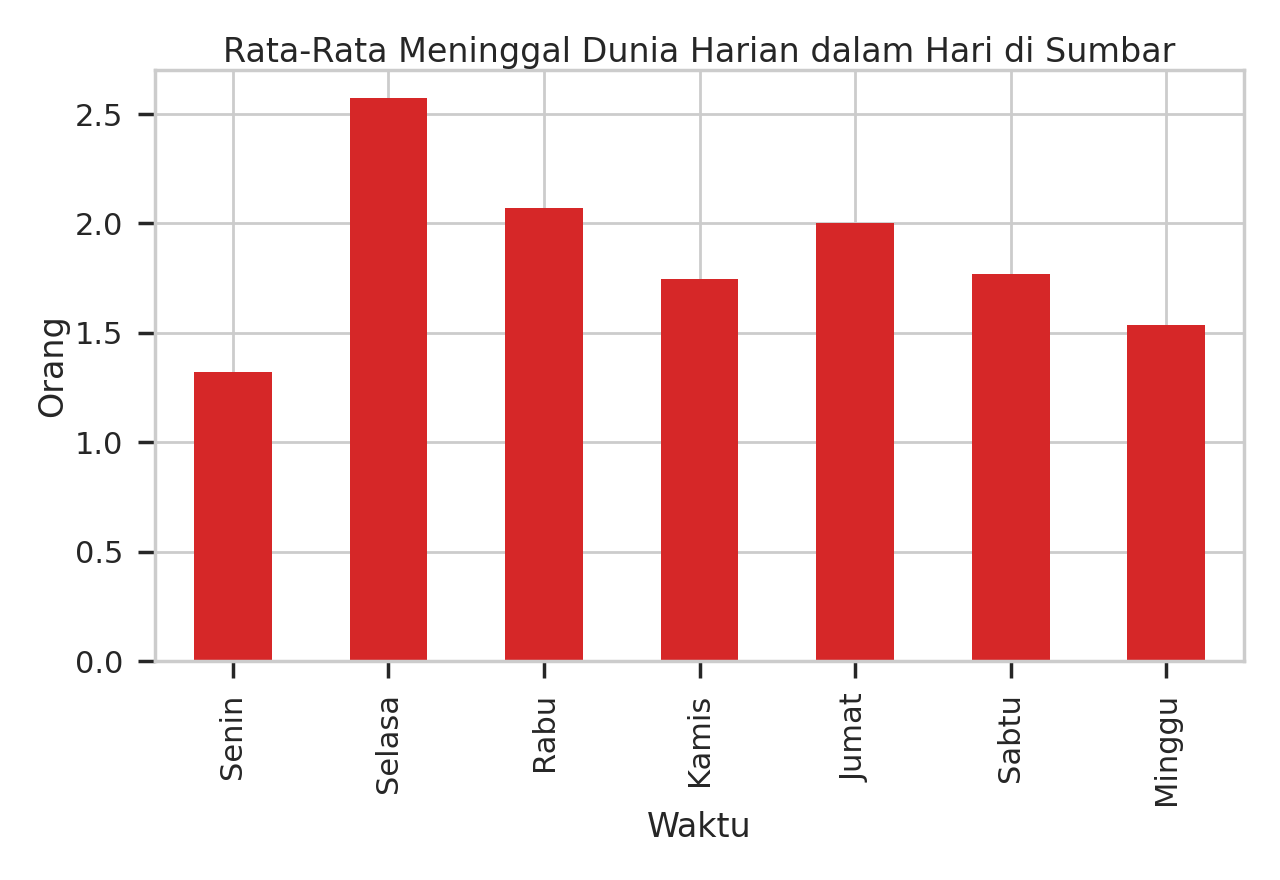 Rata-Rata Meninggal Dunia Harian dalam Hari di Sumbar
Orang
2.5
2.0
1.5
1.0
0.5
0.0
Senin
Selasa
Rabu
Kamis
Jumat
Sabtu
Minggu
Waktu